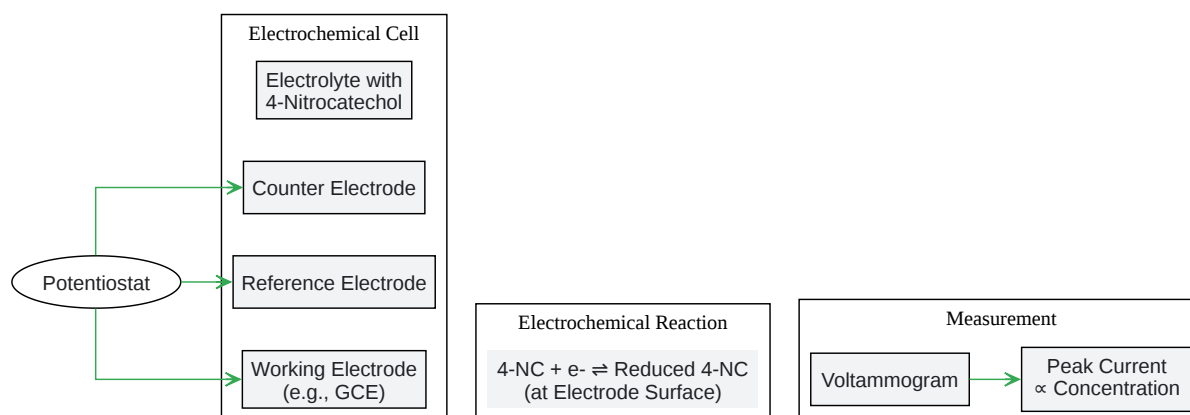 Electrochemical Cell
Electrolyte with
4-Nitrocatechol
Counter Electrode
Potentiostat
Reference Electrode
Working Electrode
(e.g., GCE)
Electrochemical Reaction
4-NC + e- ⇌ Reduced 4-NC
(at Electrode Surface)
Measurement
Voltammogram
Peak Current
∝ Concentration